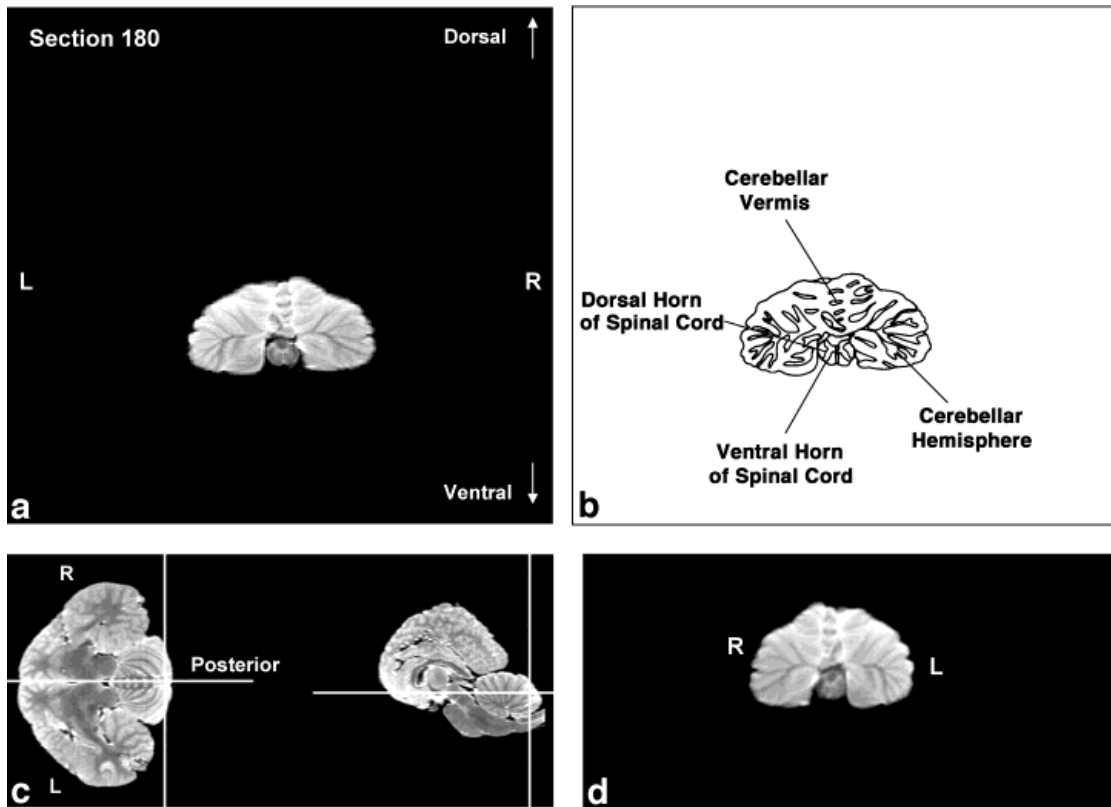 Section 180
Dorsal
L
R
Ventral
a
Cerebellar
Vermis
Dorsal Horn
of Spinal Cord
Cerebellar
Hemisphere
Ventral Horn
of Spinal Cord
b
R
Posterior
L
c
R
L
d